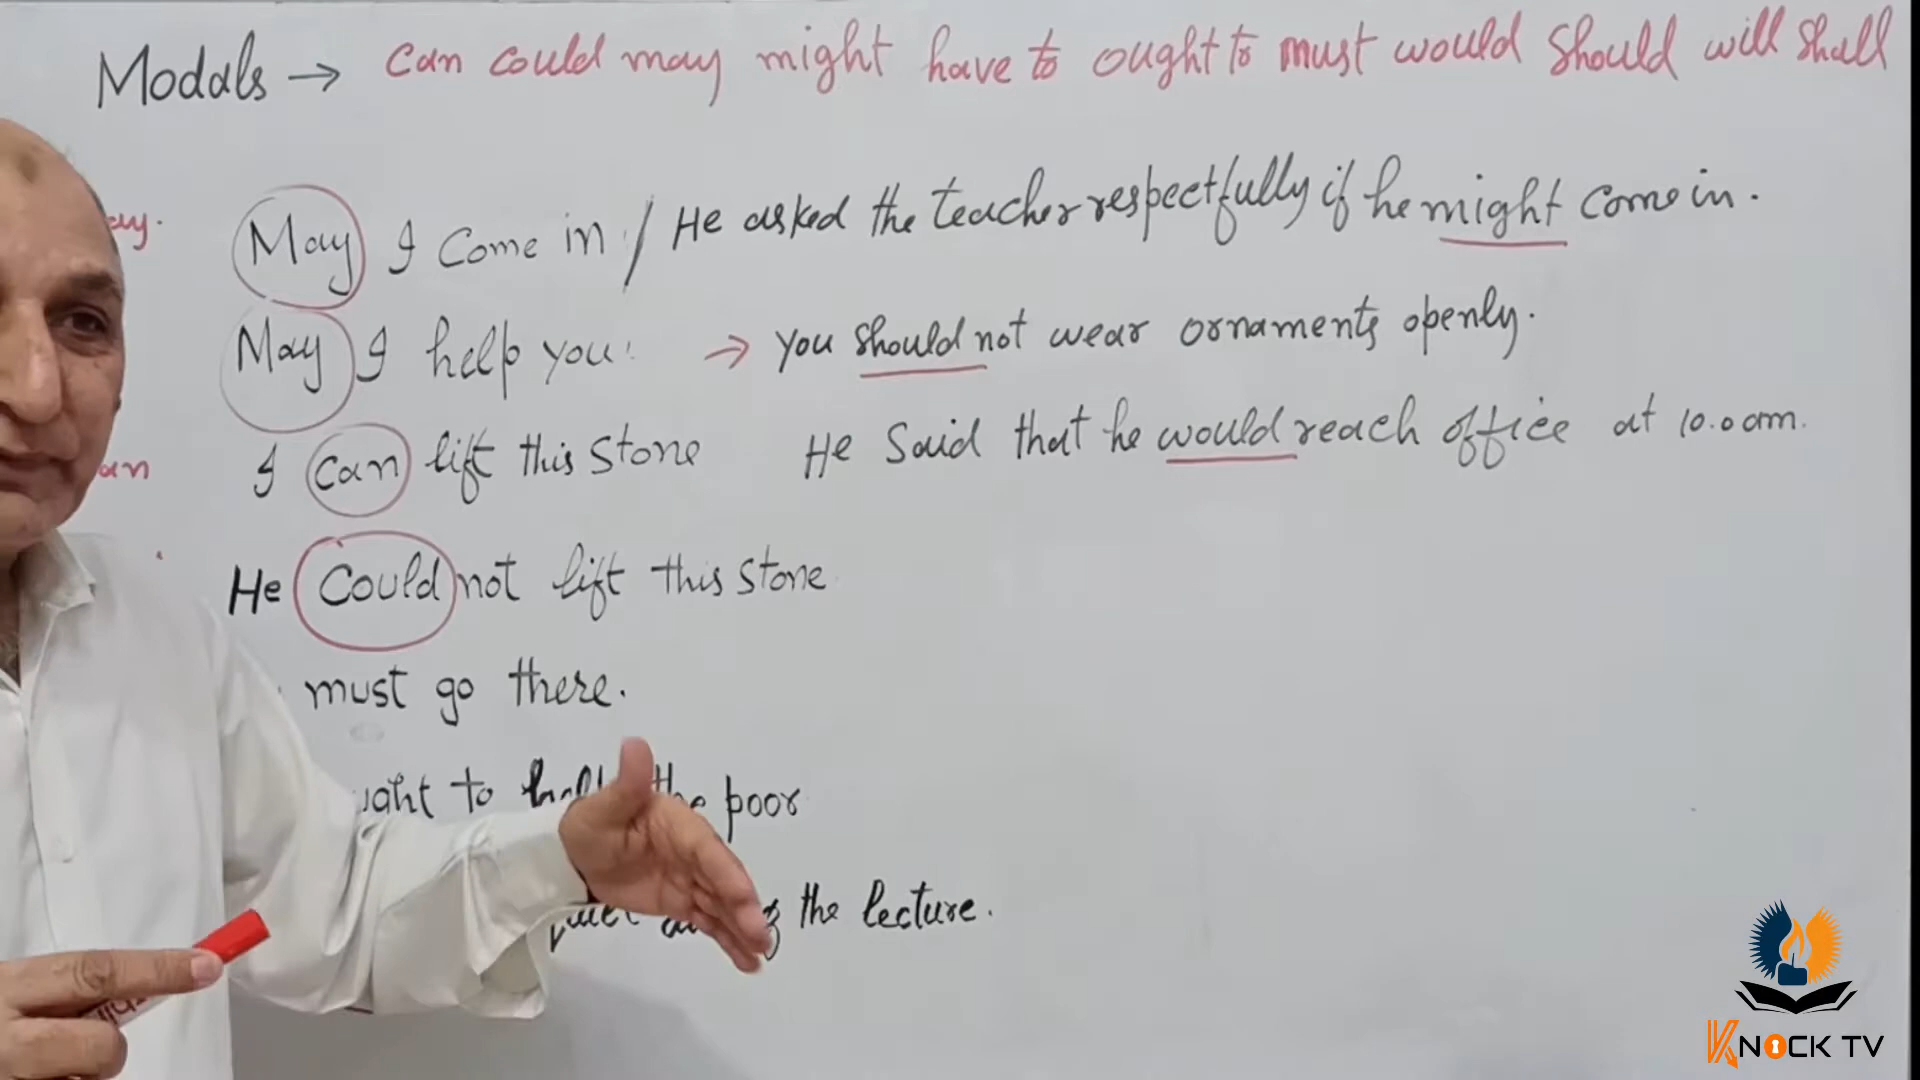 Modals → can could may might have to ought to must would should will shall
May I come in / He asked the teacher respectfully if he might come in.
May I help you → you should not wear ornaments openly.
I can lift this stone He said that he would reach office at 10.0 am.
He could not lift this stone
must go there.
to the poor
the lecture.
KNOCK TV